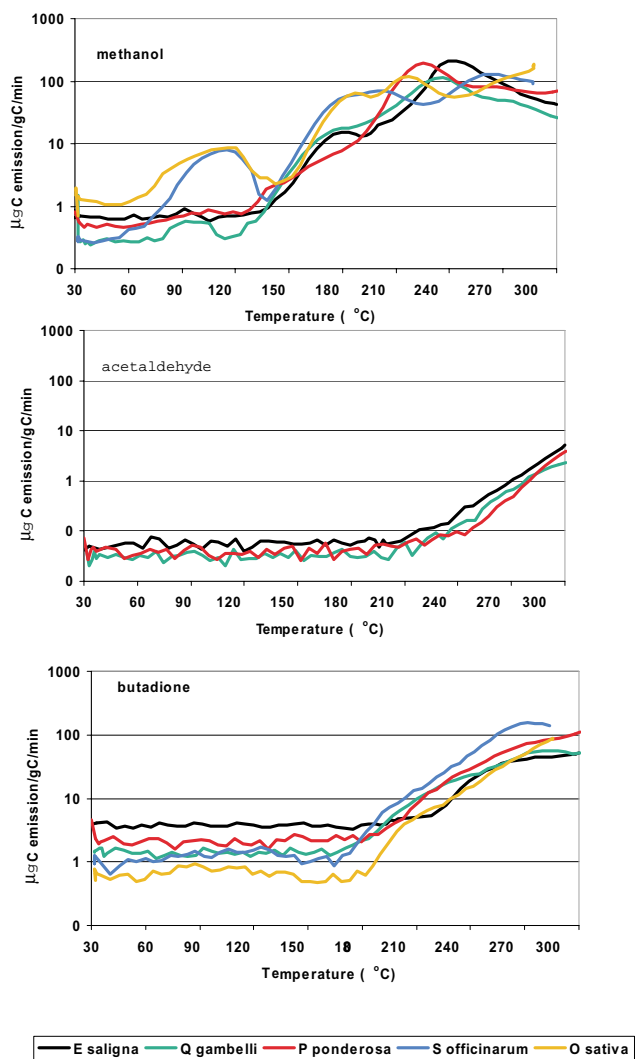 methanol
µg C emission/gC/min
1000
100
10
1
0
30 60 90 120 150 180 210 240 270 300
Temperature ( °C)
acetaldehyde
µg C emission/gC/min
1000
100
10
1
0
0
30 60 90 120 150 180 210 240 270 300
Temperature ( °C)
butadione
µg C emission/gC/min
1000
100
10
1
0
30 60 90 120 150 180 210 240 270 300
Temperature ( °C)
E saligna Q gambelli P ponderosa S officinarum O sativa